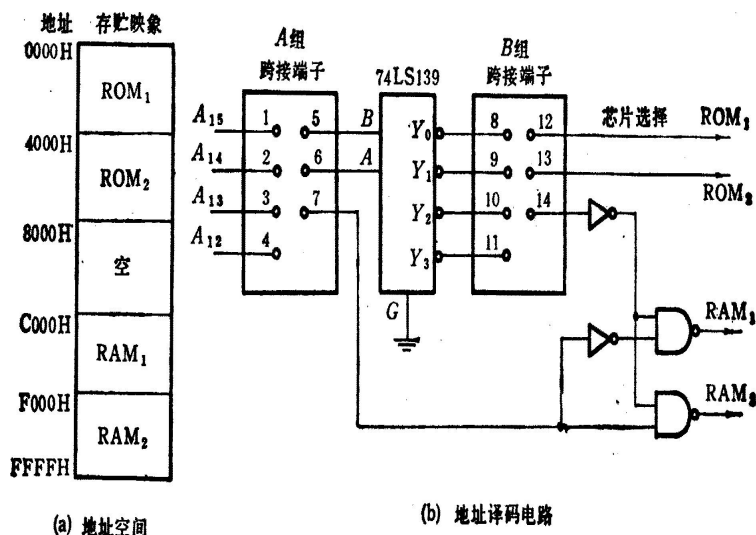 地址 存贮映象
0000H
ROM₁
4000H
ROM₂
8000H
空
C000H
RAM₁
F000H
RAM₂
FFFFH
(a) 地址空间
A组
跨接端子
A₁₅ 1 5 B
A₁₄ 2 6 A
A₁₃ 3 7
A₁₂ 4
74LS139
Y₀
Y₁
Y₂
Y₃
G
B组
跨接端子
8 12
9 13
10 14
11
芯片选择
ROM₁
ROM₂
RAM₁
RAM₂
(b) 地址译码电路